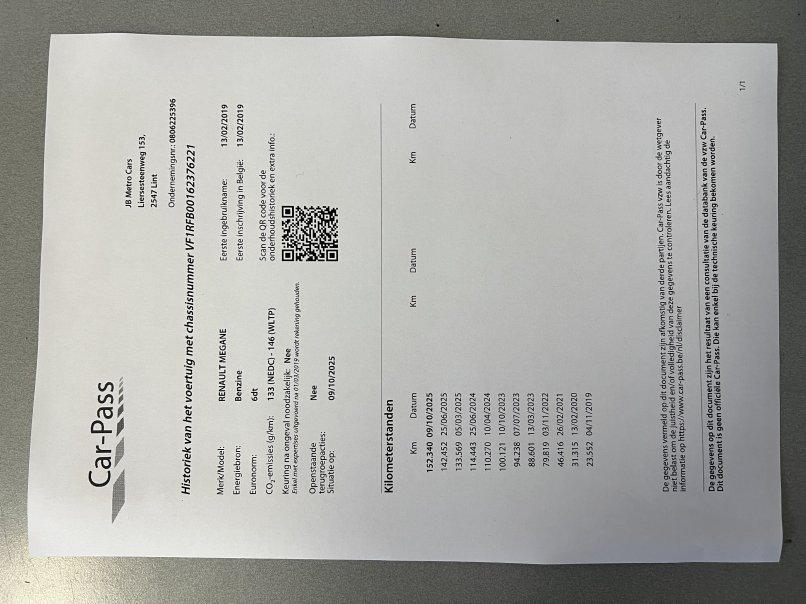 Car-Pass
JB Metro Cars
Liersesteenweg 153,
2547 Lint
Ondernemingsnr.: 0806225396
Historiek van het voertuig met chassisnummer VF1RFB00162376221
Merk/Model: RENAULT MEGANE
Eerste ingebruikname: 13/02/2019
Energiebron: Benzine
Eerste inschrijving in België: 13/02/2019
Euronorm: 6dt
CO₂-emissies (g/km): 133 (NEDC) - 146 (WLTP)
Scan de QR code voor de
onderhoudshistoriek en extra info.:
Keuring na ongeval noodzakelijk: Nee
Enkel met expertises uitgevoerd na 01/03/2019 wordt rekening gehouden.
Openstaande Nee
terugroepacties:
Situatie op: 09/10/2025
Kilometerstanden
Km Datum Km Datum Km Datum
152.340 09/10/2025
142.452 25/06/2025
133.569 05/03/2025
114.443 25/06/2024
110.270 10/04/2024
100.121 10/10/2023
94.238 07/07/2023
88.601 13/03/2023
79.819 03/11/2022
46.416 26/02/2021
31.315 13/02/2020
23.552 04/11/2019
De gegevens vermeld op dit document zijn afkomstig van derde partijen. Car-Pass vzw is door de wetgever
niet belast om de juistheid en/of volledigheid van deze gegevens te controleren. Lees aandachtig de
informatie op https://www.car-pass.be/nl/disclaimer
De gegevens op dit document zijn het resultaat van een consultatie van de databank van de vzw Car-Pass.
Dit document is geen officiële Car-Pass. Die kan enkel bij de technische keuring bekomen worden.
1/1